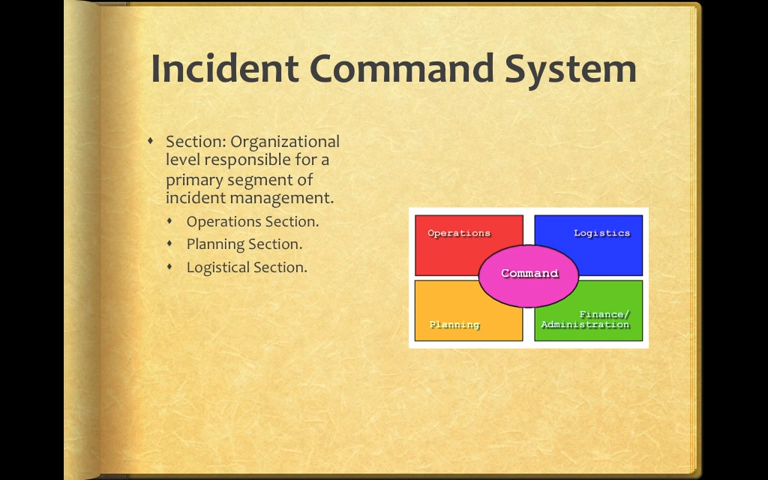 Incident Command System
Section: Organizational
level responsible for a
primary segment of
incident management.
Operations Section.
Planning Section.
Logistical Section.
Operations
Logistics
Command
Planning
Finance/
Administration